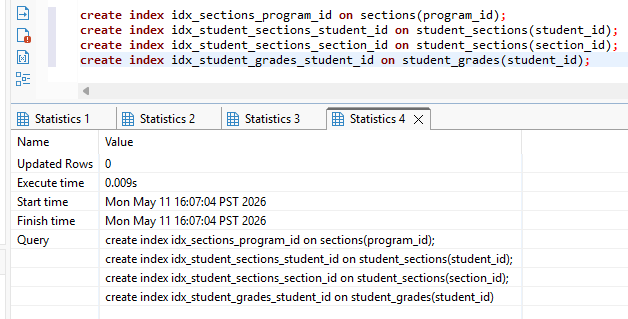 create index idx_sections_program_id on sections(program_id);
create index idx_student_sections_student_id on student_sections(student_id);
create index idx_student_sections_section_id on student_sections(section_id);
create index idx_student_grades_student_id on student_grades(student_id);
Statistics 1 Statistics 2 Statistics 3 Statistics 4
Name Value
Updated Rows 0
Execute time 0.009s
Start time Mon May 11 16:07:04 PST 2026
Finish time Mon May 11 16:07:04 PST 2026
Query create index idx_sections_program_id on sections(program_id);
create index idx_student_sections_student_id on student_sections(student_id);
create index idx_student_sections_section_id on student_sections(section_id);
create index idx_student_grades_student_id on student_grades(student_id)